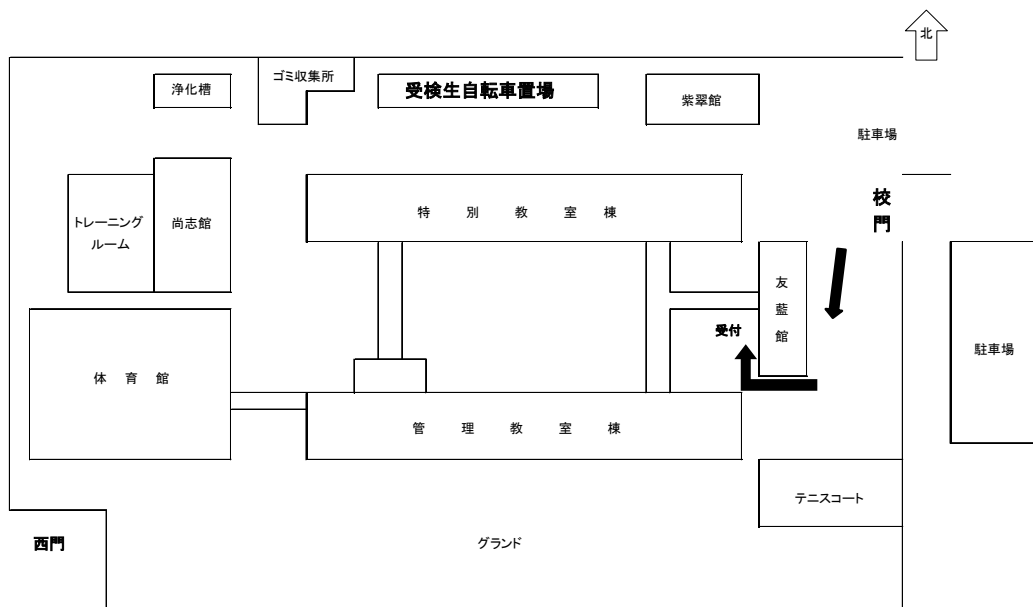 北
ゴミ収集所
浄化槽
受検生自転車置場
紫翠館
駐車場
校
門
特別教室棟
トレーニング
ルーム
尚志館
友
藍
館
受付
駐車場
体育館
管理教室棟
テニスコート
西門
グランド